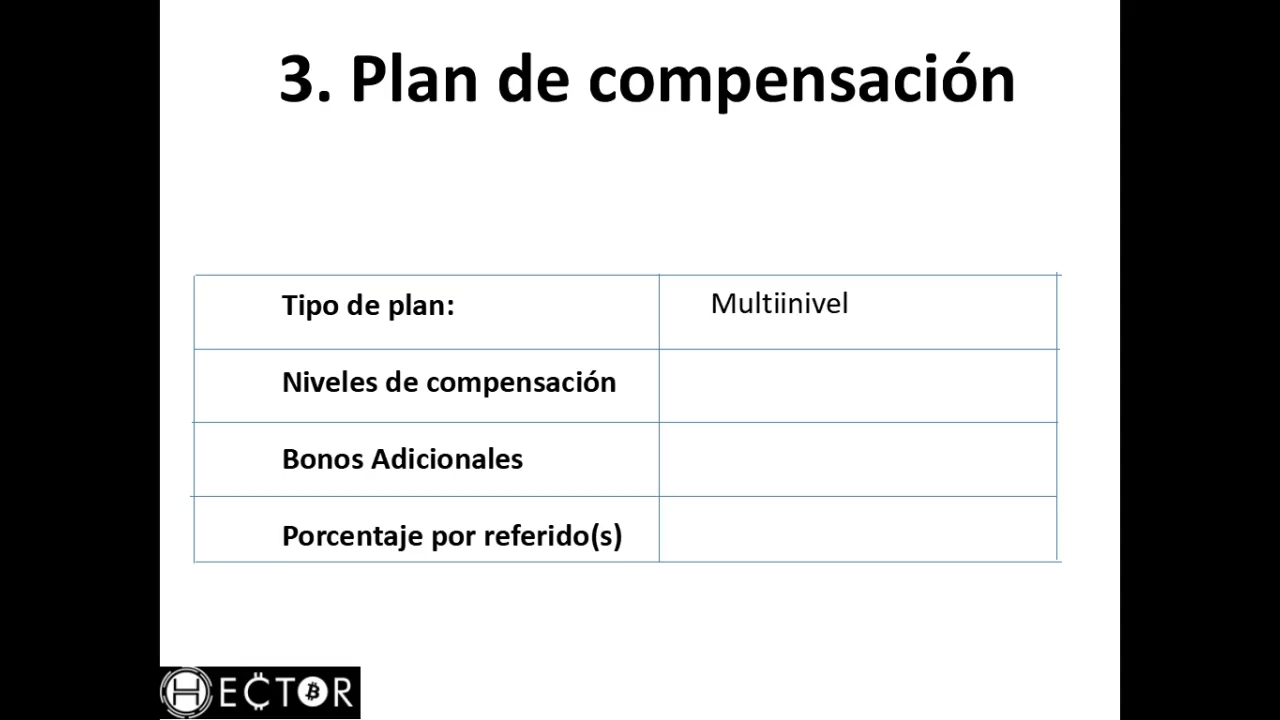 3. Plan de compensación
Tipo de plan: Multiinivel
Niveles de compensación
Bonos Adicionales
Porcentaje por referido(s)
HECTOR